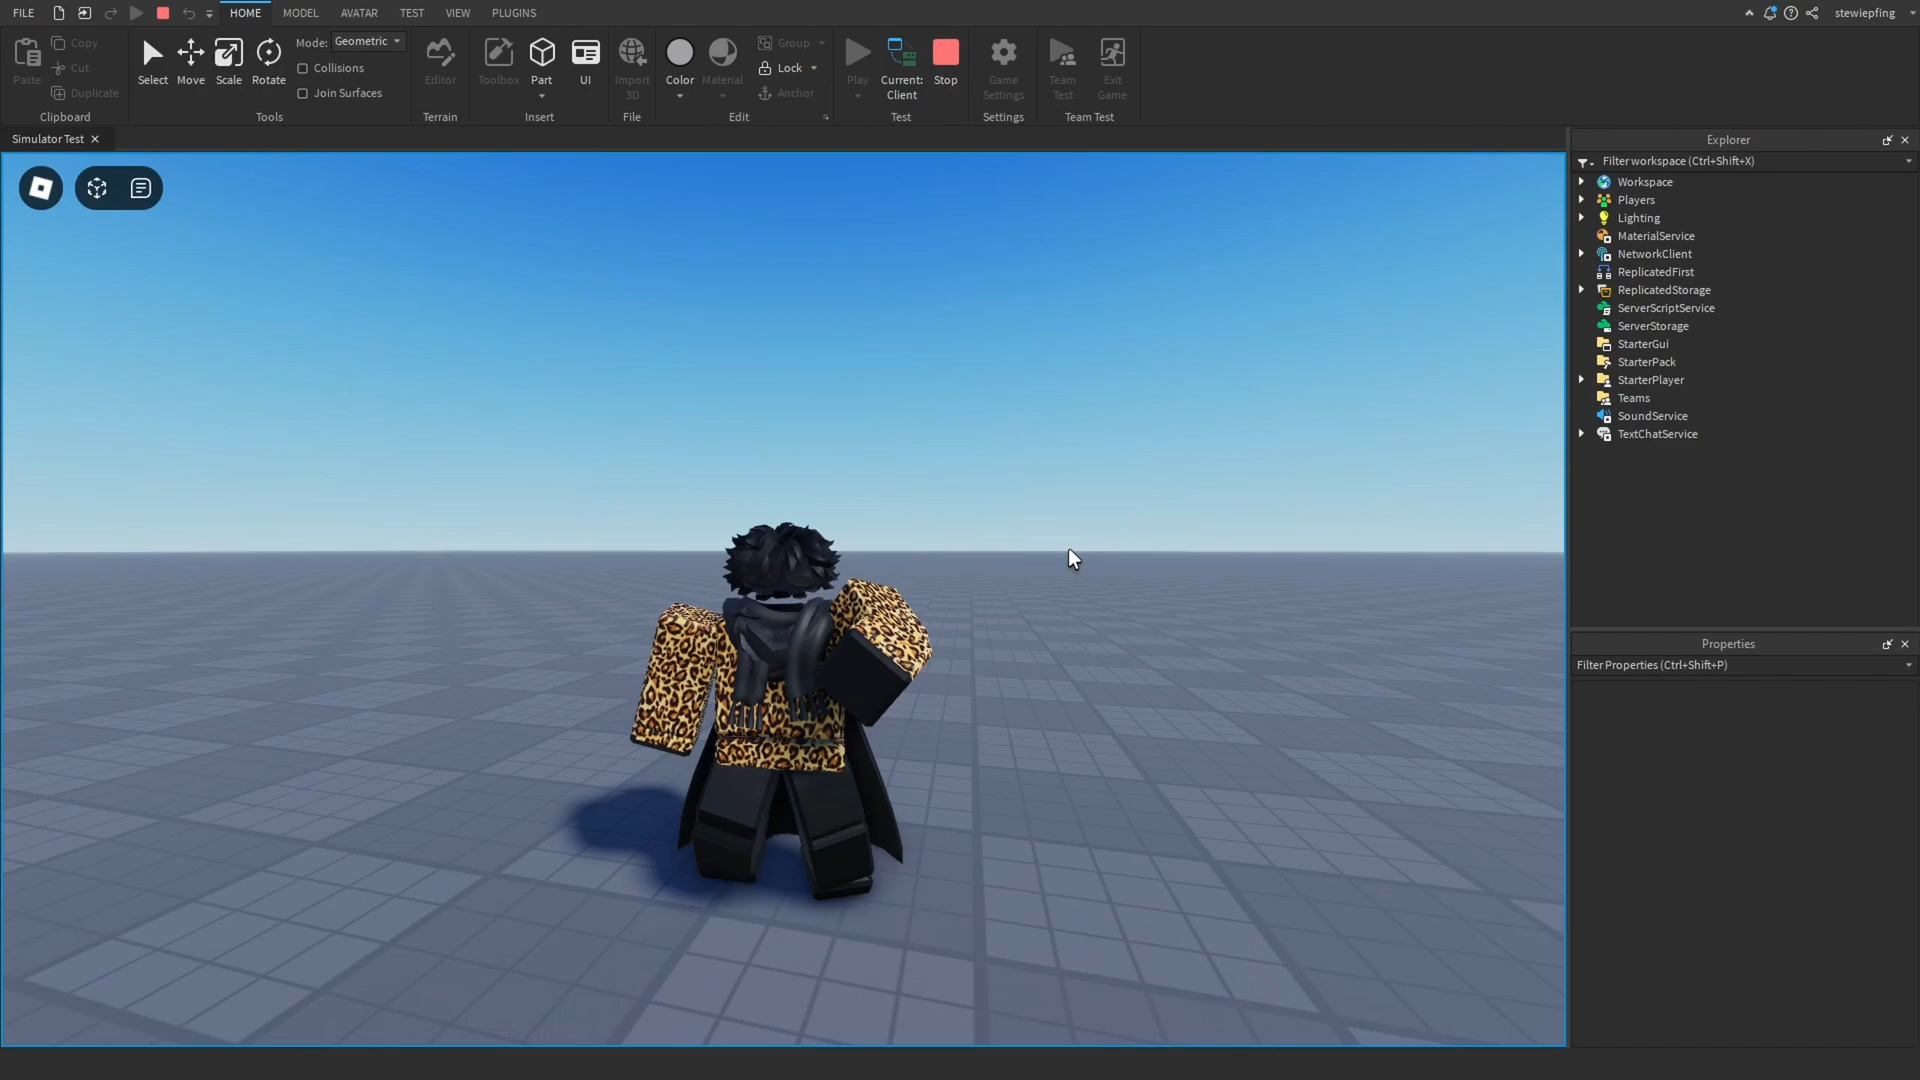 FILE HOME MODEL AVATAR TEST VIEW PLUGINS stewiepfing
Paste Copy Cut Duplicate
Clipboard
Select Move Scale Rotate Mode: Geometric
Collisions
Join Surfaces
Tools
Editor
Terrain
Toolbox Part UI
Insert
Import 3D
File
Color Material Group Lock Anchor
Edit
Play Current: Client Stop
Test
Game Settings
Settings
Team Test Exit Game
Team Test
Simulator Test
Explorer
Filter workspace (Ctrl+Shift+X)
Workspace
Players
Lighting
MaterialService
NetworkClient
ReplicatedFirst
ReplicatedStorage
ServerScriptService
ServerStorage
StarterGui
StarterPack
StarterPlayer
Teams
SoundService
TextChatService
Properties
Filter Properties (Ctrl+Shift+P)